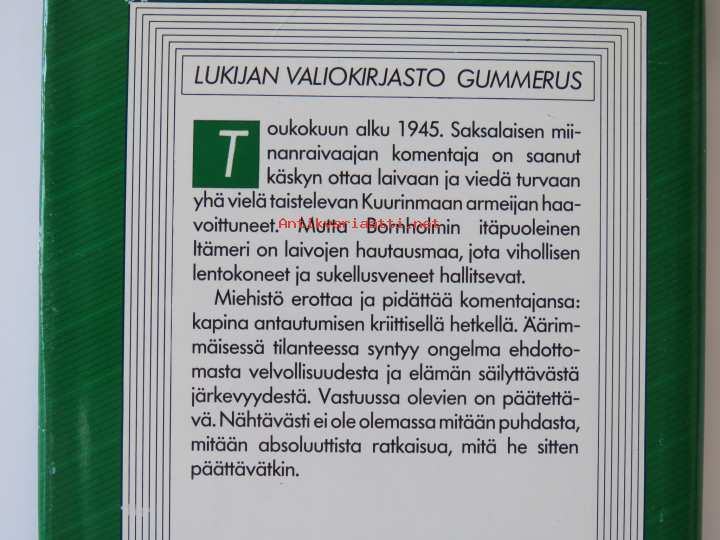 LUKIJAN VALIOKIRJASTO GUMMERUS
Toukokuun alku 1945. Saksalaisen mii-
nanraivaajan komentaja on saanut
käskyn ottaa laivaan ja viedä turvaan
yhä vielä taistelevan Kuurinmaan armeijan haa-
voittuneet. Mutta Bornholmin itäpuoleinen
Antikvariaatti.net
Itämeri on laivojen hautausmaa, jota vihollisen
lentokoneet ja sukellusveneet hallitsevat.
Miehistö erottaa ja pidättää komentajansa:
kapina antautumisen kriittisellä hetkellä. Äärim-
mäisessä tilanteessa syntyy ongelma ehdotto-
masta velvollisuudesta ja elämän säilyttävästä
järkevyydestä. Vastuussa olevien on päätettä-
vä. Nähtävästi ei ole olemassa mitään puhdasta,
mitään absoluuttista ratkaisua, mitä he sitten
päättävätkin.